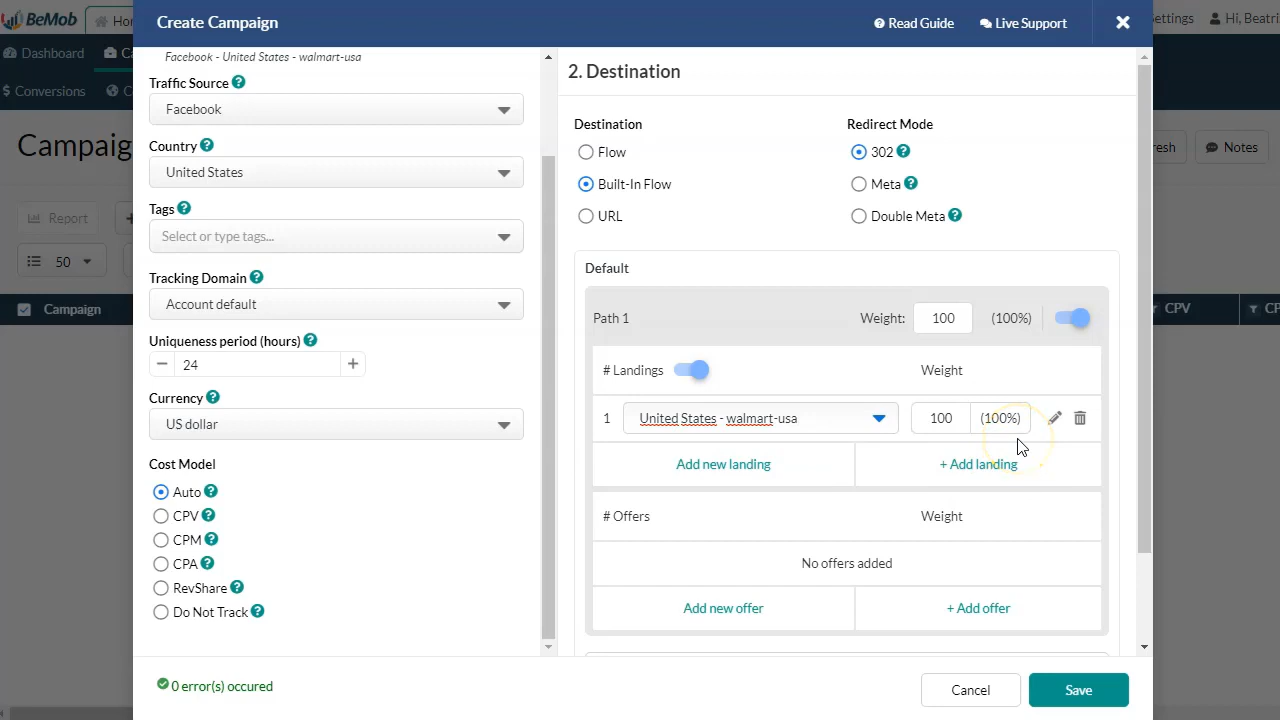 BeMob
Create Campaign
Read Guide
Live Support
ettings
Hi, Beatri
Dashboard
Conversions
Campaig
Report
50
Campaign
esh
Notes
CPV
Facebook - United States - walmart-usa
Traffic Source
Facebook
Country
United States
Tags
Select or type tags...
Tracking Domain
Account default
Uniqueness period (hours)
24
Currency
US dollar
Cost Model
Auto
CPV
CPM
CPA
RevShare
Do Not Track
2. Destination
Destination
Flow
Built-In Flow
URL
Redirect Mode
302
Meta
Double Meta
Default
Path 1 Weight: 100 (100%)
# Landings Weight
1 United States - walmart-usa 100 (100%)
Add new landing + Add landing
# Offers Weight
No offers added
Add new offer + Add offer
0 error(s) occured
Cancel
Save